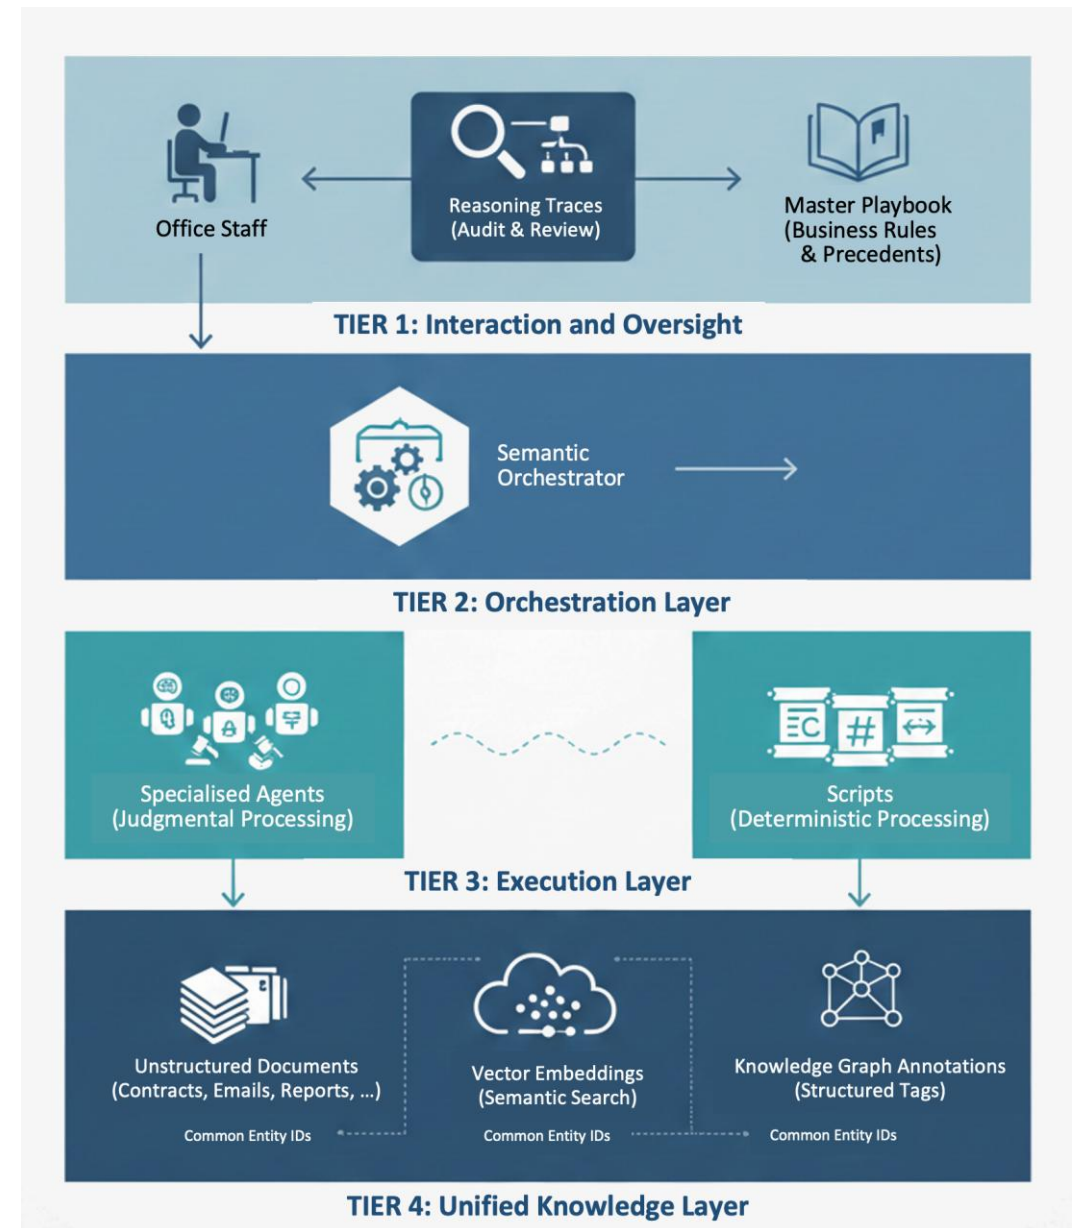 Office Staff
Reasoning Traces
(Audit & Review)
Master Playbook
(Business Rules
& Precedents)
TIER 1: Interaction and Oversight
Semantic
Orchestrator
TIER 2: Orchestration Layer
Specialised Agents
(Judgmental Processing)
C
#
Scripts
(Deterministic Processing)
TIER 3: Execution Layer
Unstructured Documents
(Contracts, Emails, Reports, ...)
Common Entity IDs
Vector Embeddings
(Semantic Search)
Common Entity IDs
Knowledge Graph Annotations
(Structured Tags)
Common Entity IDs
TIER 4: Unified Knowledge Layer